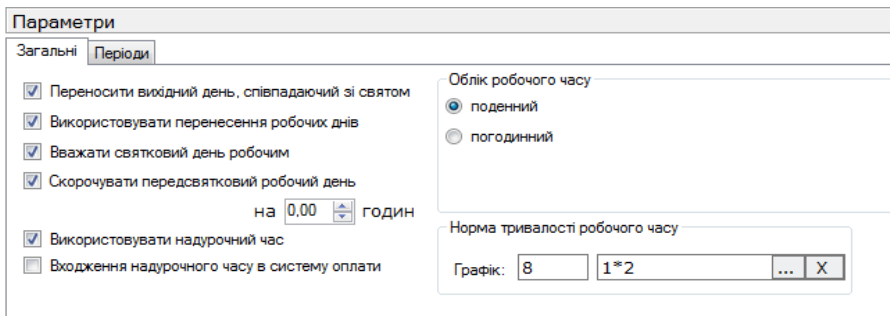 Параметри
Загальні Періоди
Переносити вихідний день, співпадаючий зі святом
Використовувати перенесення робочих днів
Вважати святковий день робочим
Скорочувати передсвятковий робочий день
на 0,00 годин
Використовувати надурочний час
Входження надурочного часу в систему оплати
Облік робочого часу
поденний
погодинний
Норма тривалості робочого часу
Графік: 8 1*2 ... X